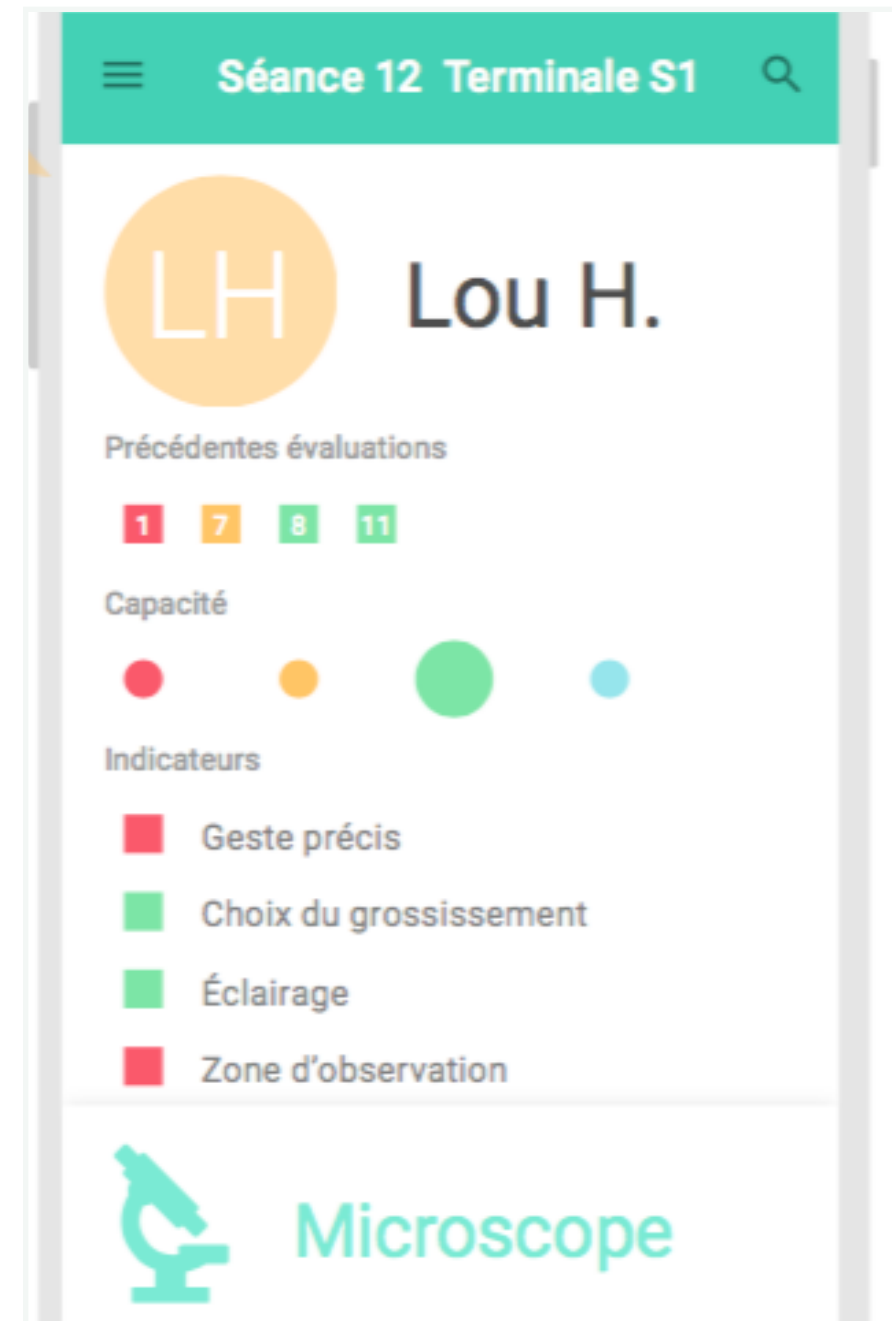 Séance 12 Terminale S1
LH
Lou H.
Précédentes évaluations
1 7 8 11
Capacité
Indicateurs
Geste précis
Choix du grossissement
Éclairage
Zone d'observation
Microscope